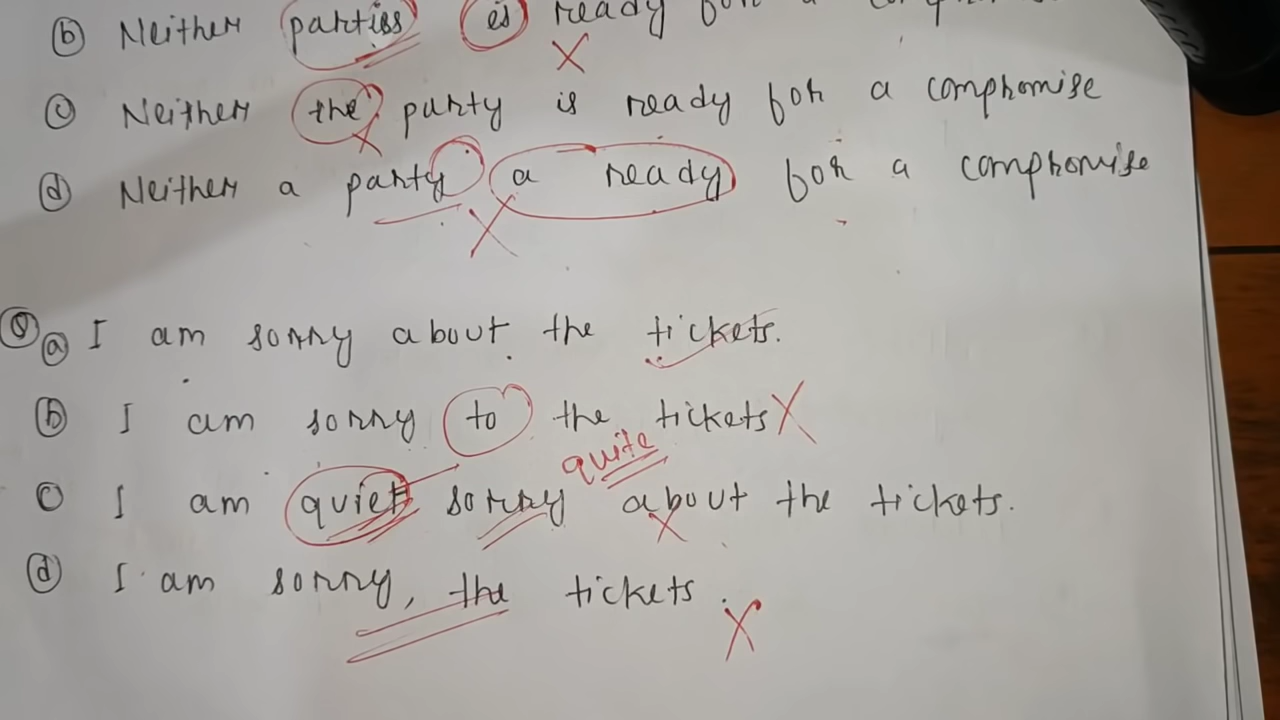 (b) Neither parties is ready for a
(c) Neither the party is ready for a compromise
(d) Neither a party a ready for a compromise
Q (a) I am sorry about the tickets.
(b) I am sorry to the tickets
quite
c I am quiet sorry about the tickets.
(d) I am sorry, the tickets.